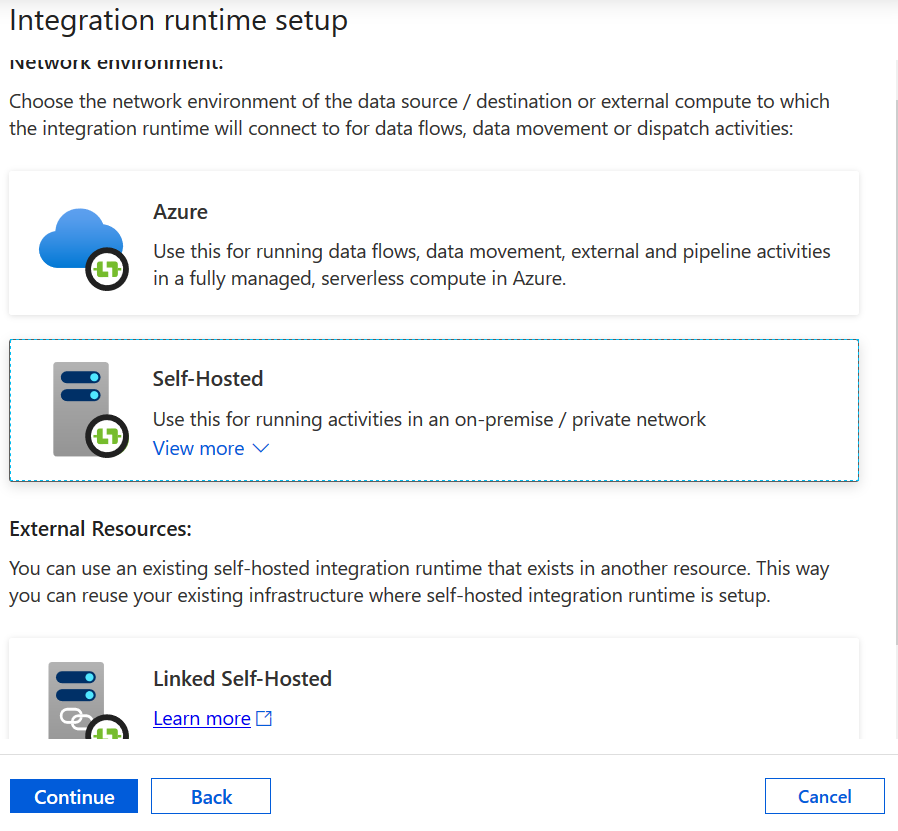 Integration runtime setup
Network environment:
Choose the network environment of the data source / destination or external compute to which
the integration runtime will connect to for data flows, data movement or dispatch activities:
Azure
Use this for running data flows, data movement, external and pipeline activities
in a fully managed, serverless compute in Azure.
Self-Hosted
Use this for running activities in an on-premise / private network
View more
External Resources:
You can use an existing self-hosted integration runtime that exists in another resource. This way
you can reuse your existing infrastructure where self-hosted integration runtime is setup.
Linked Self-Hosted
Learn more
Continue
Back
Cancel